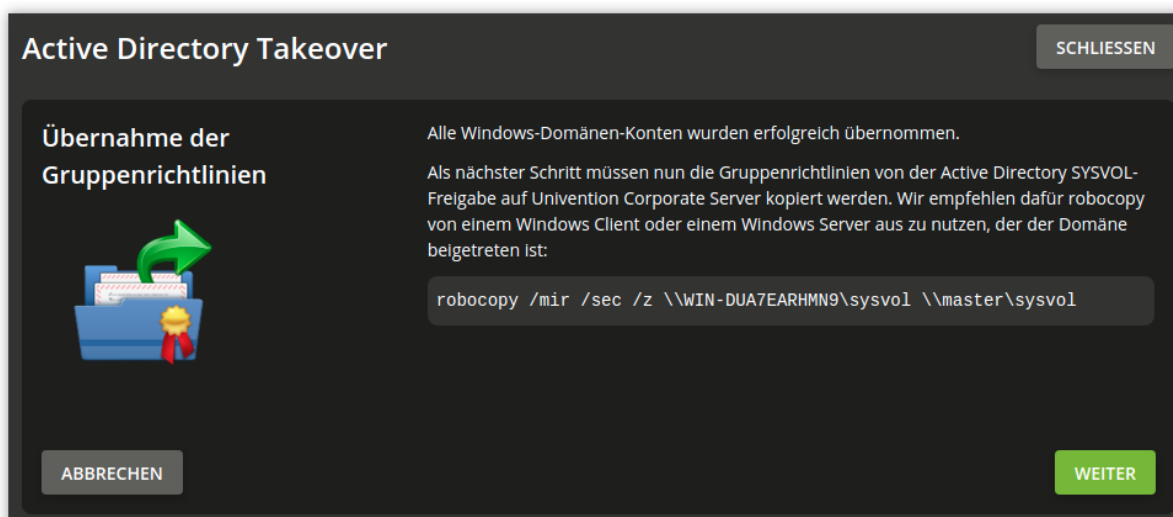 Active Directory Takeover
SCHLIESSEN
Übernahme der
Gruppenrichtlinien
Alle Windows-Domänen-Konten wurden erfolgreich übernommen.
Als nächster Schritt müssen nun die Gruppenrichtlinien von der Active Directory SYSVOL-
Freigabe auf Univention Corporate Server kopiert werden. Wir empfehlen dafür robocopy
von einem Windows Client oder einem Windows Server aus zu nutzen, der der Domäne
beigetreten ist:
robocopy /mir /sec /z \\WIN-DUA7EARHMN9\sysvol \\master\sysvol
ABBRECHEN
WEITER